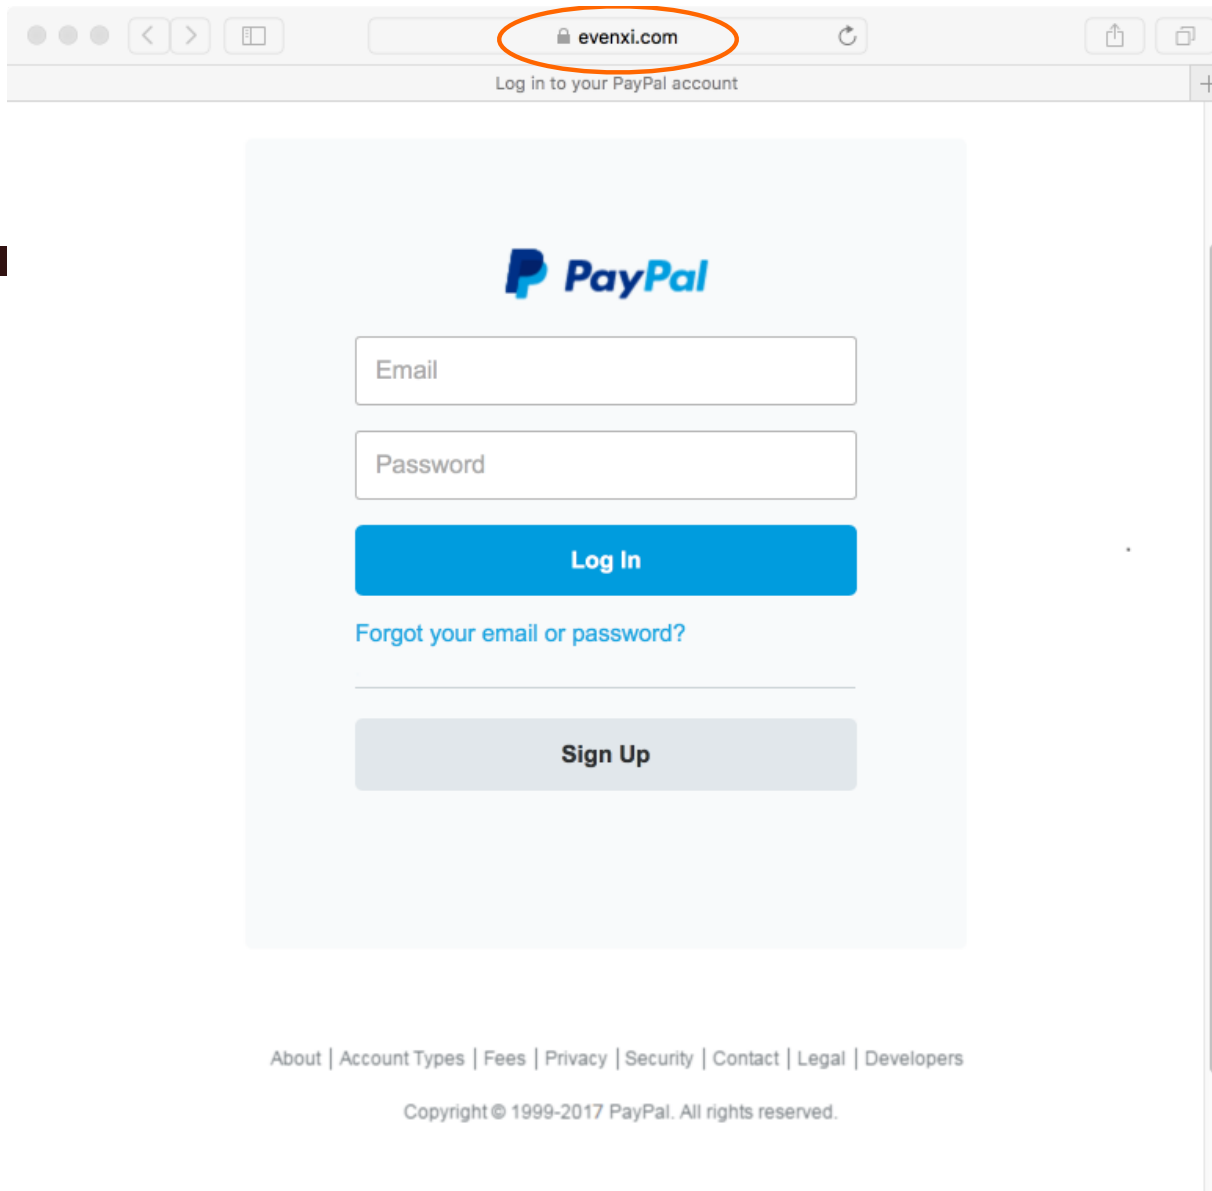 evenxi.com
Log in to your PayPal account
PayPal
Email
Password
Log In
Forgot your email or password?
Sign Up
About | Account Types | Fees | Privacy | Security | Contact | Legal | Developers
Copyright © 1999-2017 PayPal. All rights reserved.